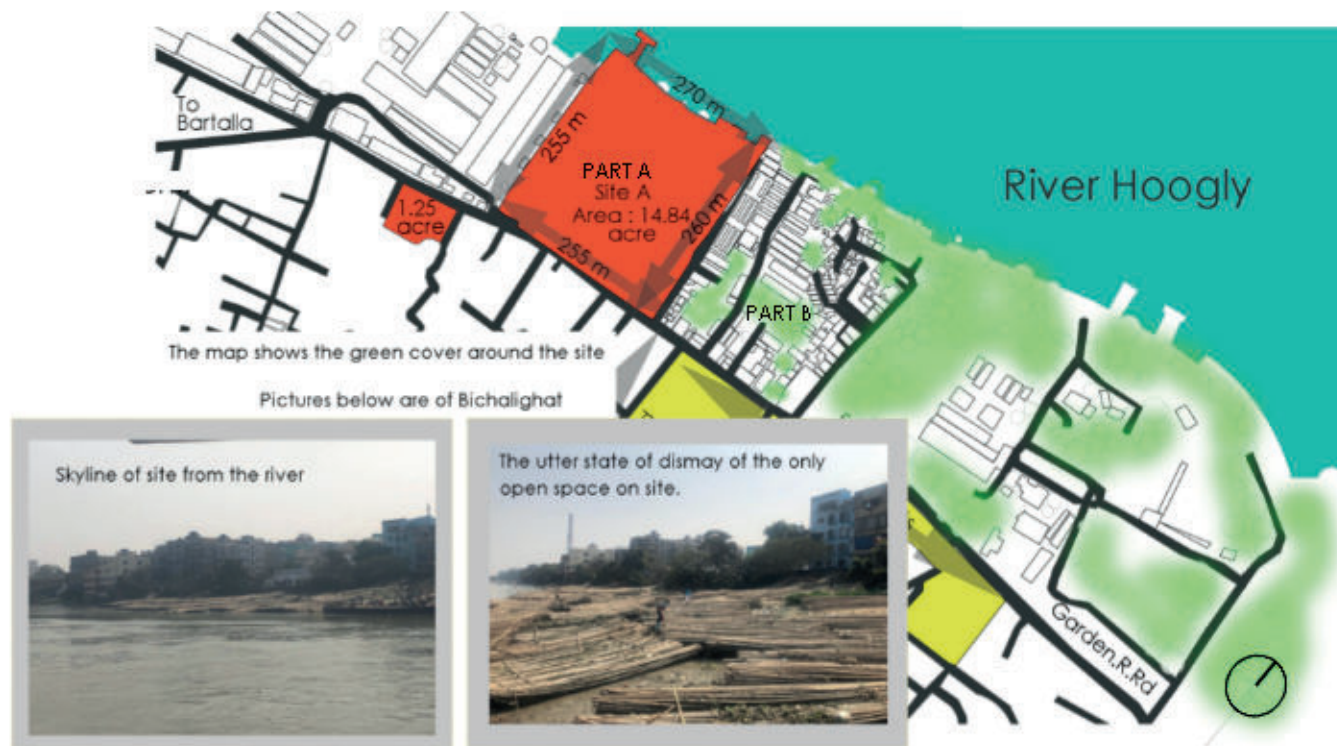 To
Bartalla
270 m
255 m
PART A
Site A
Area : 14.84
acre
260 m
255 m
1.25
acre
River Hoogly
PART B
The map shows the green cover around the site
Pictures below are of Bichalighat
Skyline of site from the river
The utter state of dismay of the only
open space on site.
Garden.R.Rd